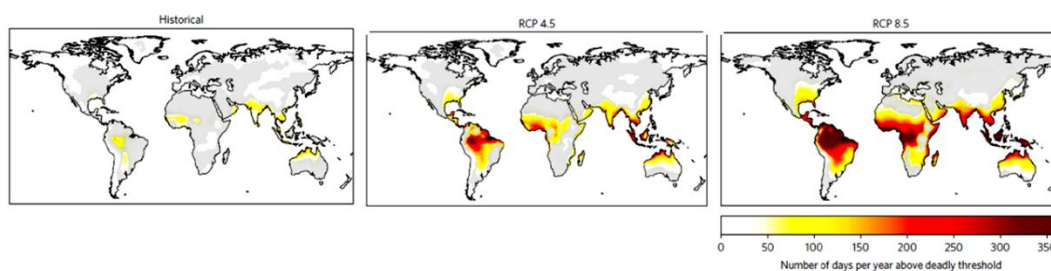 Historical
RCP 4.5
RCP 8.5
0 50 100 150 200 250 300 350
Number of days per year above deadly threshold